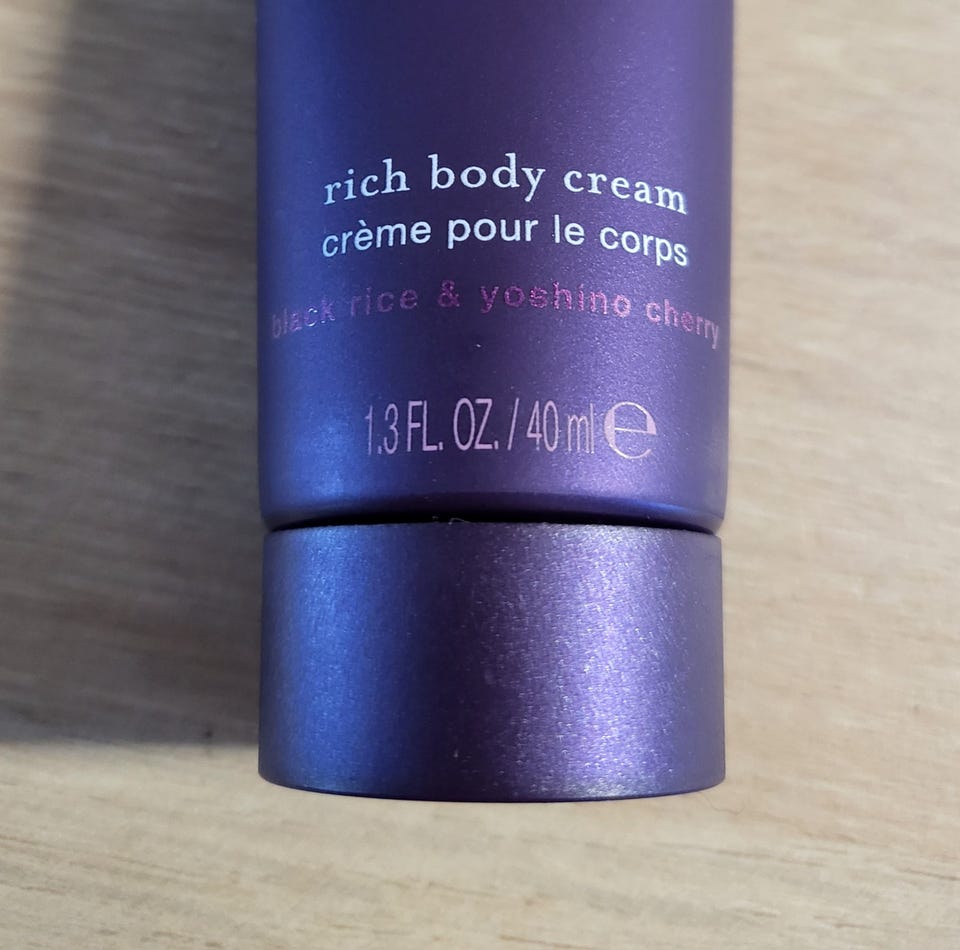 rich body cream
crème pour le corps
black rice & yoshino cherry
1.3 FL. OZ. / 40 ml ℮